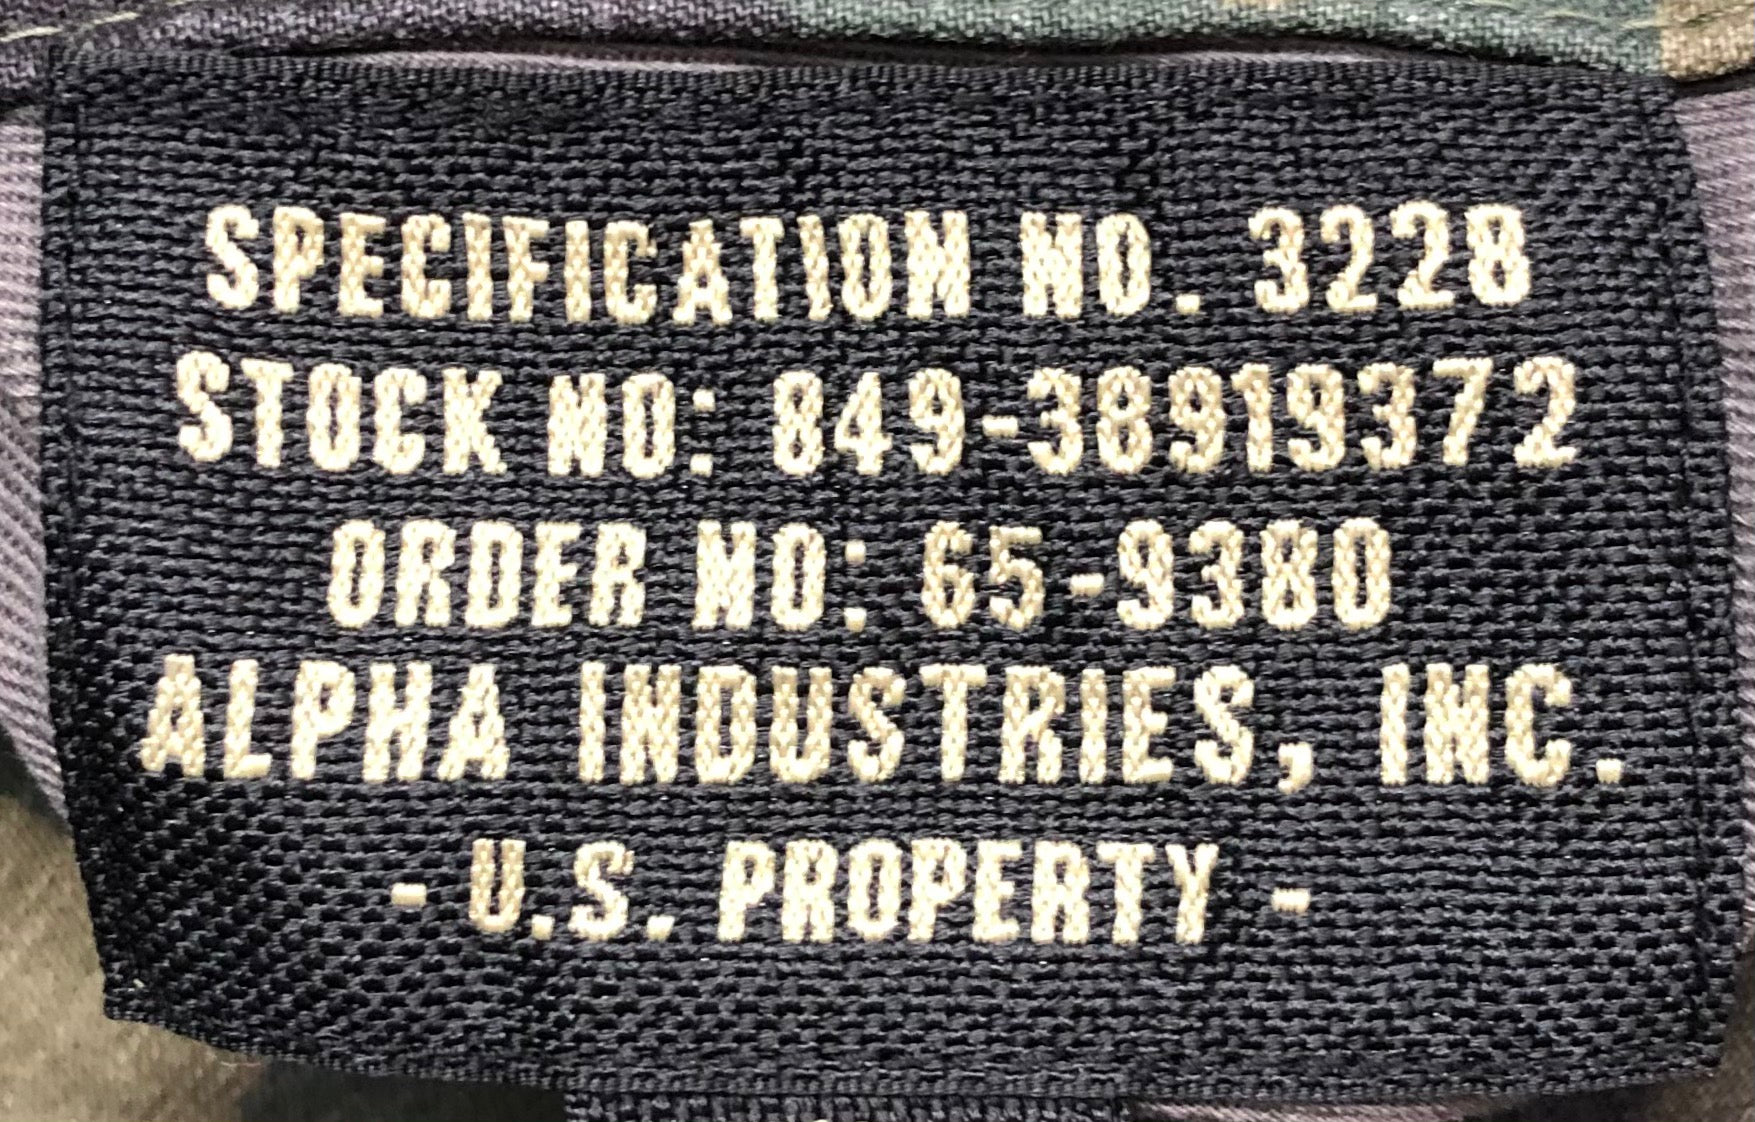 SPECIFICATION NO. 3228
STOCK NO: 849-38919372
ORDER NO: 65-9380
ALPHA INDUSTRIES, INC.
- U.S. PROPERTY -